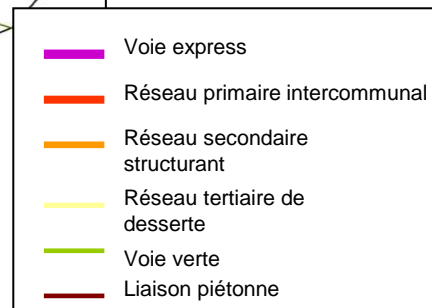 Voie express
Réseau primaire intercommunal
Réseau secondaire
structurant
Réseau tertiaire de
desserte
Voie verte
Liaison piétonne